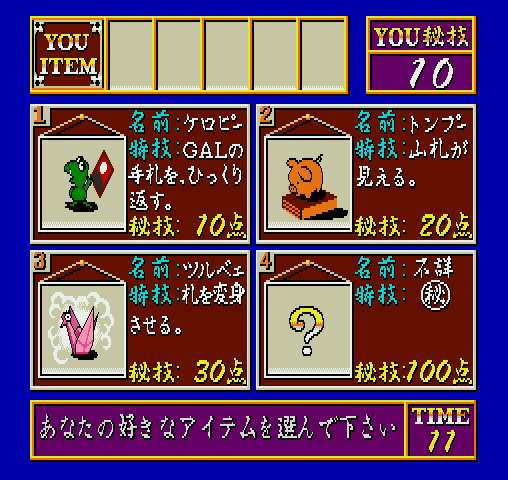 YOU
ITEM
YOU秘技
10
1
名前:ケロピー
特技:GALの
手札を、ひっくり
返す。
秘技: 10点
2
名前:トンプー
特技:ふ札が
見える。
秘技: 20点
3
名前:ツルベェ
特技:札を変身
させる。
秘技: 30点
4
名前:不詳
特技:㊙
秘技:100点
あなたの好きなアイテムを選んで下さい
TIME
11